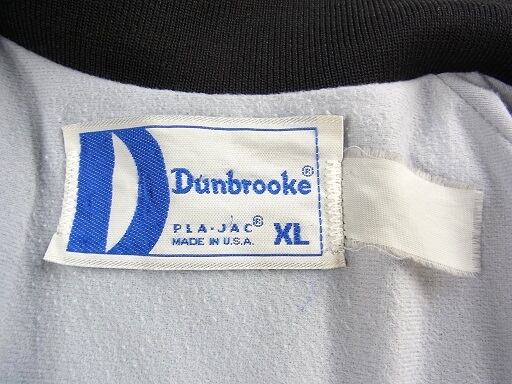 D
Dunbrooke®
PLA-JAC®
MADE IN U.S.A. XL